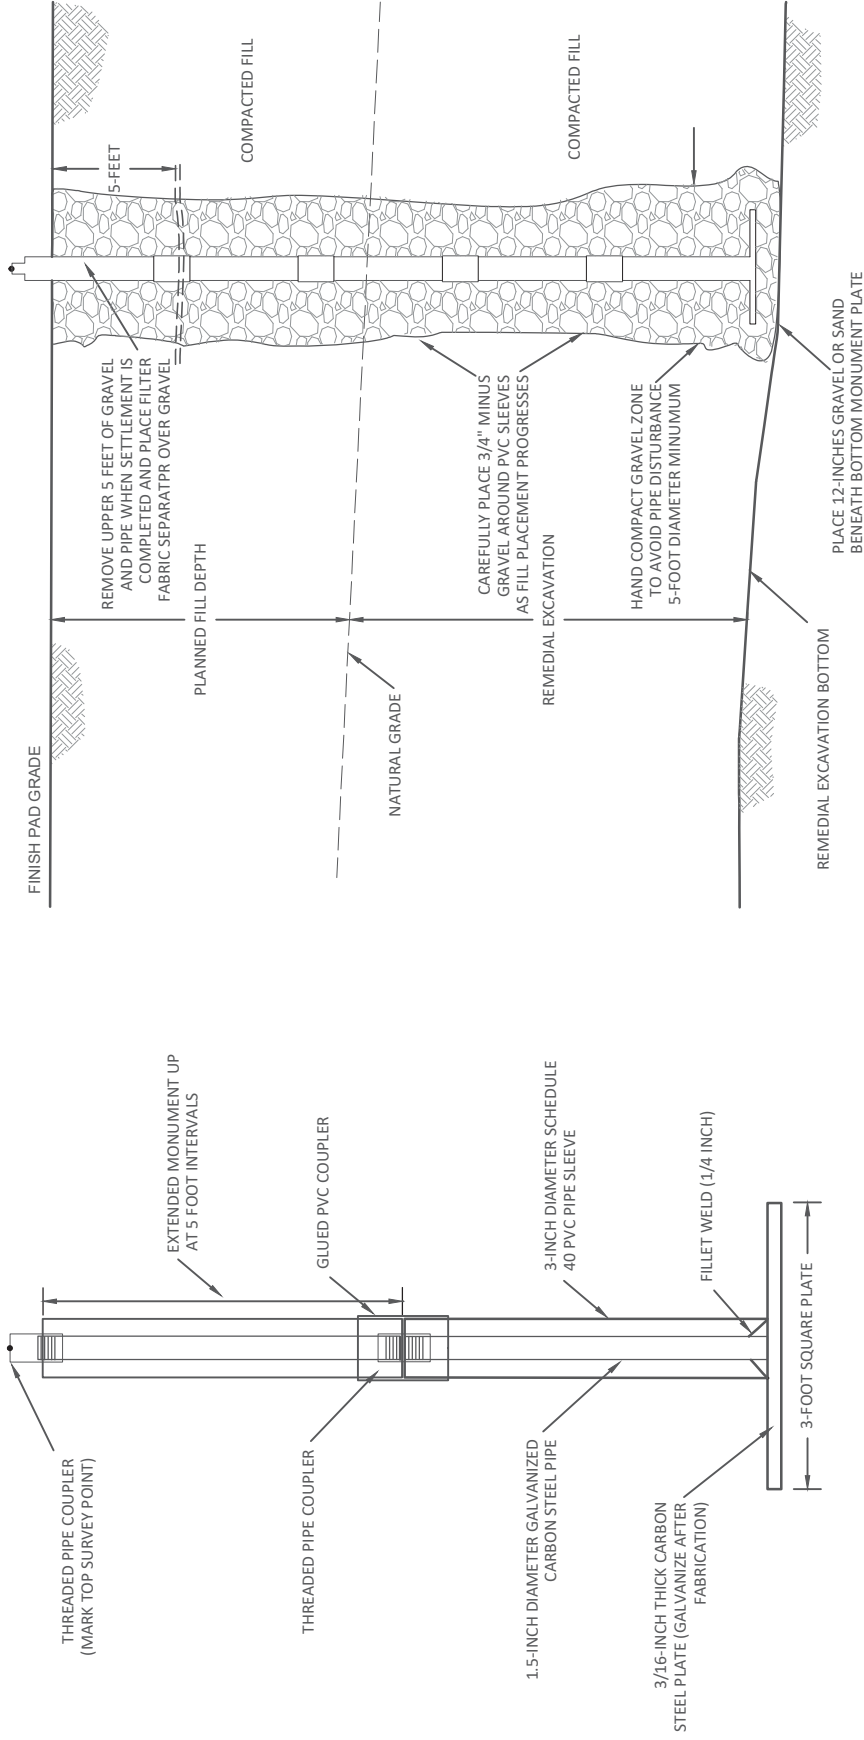 THREADED PIPE COUPLER
(MARK TOP SURVEY POINT)
EXTENDED MONUMENT UP
AT 5 FOOT INTERVALS
THREADED PIPE COUPLER
GLUED PVC COUPLER
1.5-INCH DIAMETER GALVANIZED
CARBON STEEL PIPE
3-INCH DIAMETER SCHEDULE
40 PVC PIPE SLEEVE
3/16-INCH THICK CARBON
STEEL PLATE (GALVANIZE AFTER
FABRICATION)
FILLET WELD (1/4 INCH)
3-FOOT SQUARE PLATE
FINISH PAD GRADE
5-FEET
REMOVE UPPER 5 FEET OF GRAVEL
AND PIPE WHEN SETTLEMENT IS
COMPLETED AND PLACE FILTER
FABRIC SEPARATPR OVER GRAVEL
PLANNED FILL DEPTH
COMPACTED FILL
NATURAL GRADE
CAREFULLY PLACE 3/4" MINUS
GRAVEL AROUND PVC SLEEVES
AS FILL PLACEMENT PROGRESSES
REMEDIAL EXCAVATION
COMPACTED FILL
HAND COMPACT GRAVEL ZONE
TO AVOID PIPE DISTURBANCE
5-FOOT DIAMETER MINUMUM
REMEDIAL EXCAVATION BOTTOM
PLACE 12-INCHES GRAVEL OR SAND
BENEATH BOTTOM MONUMENT PLATE